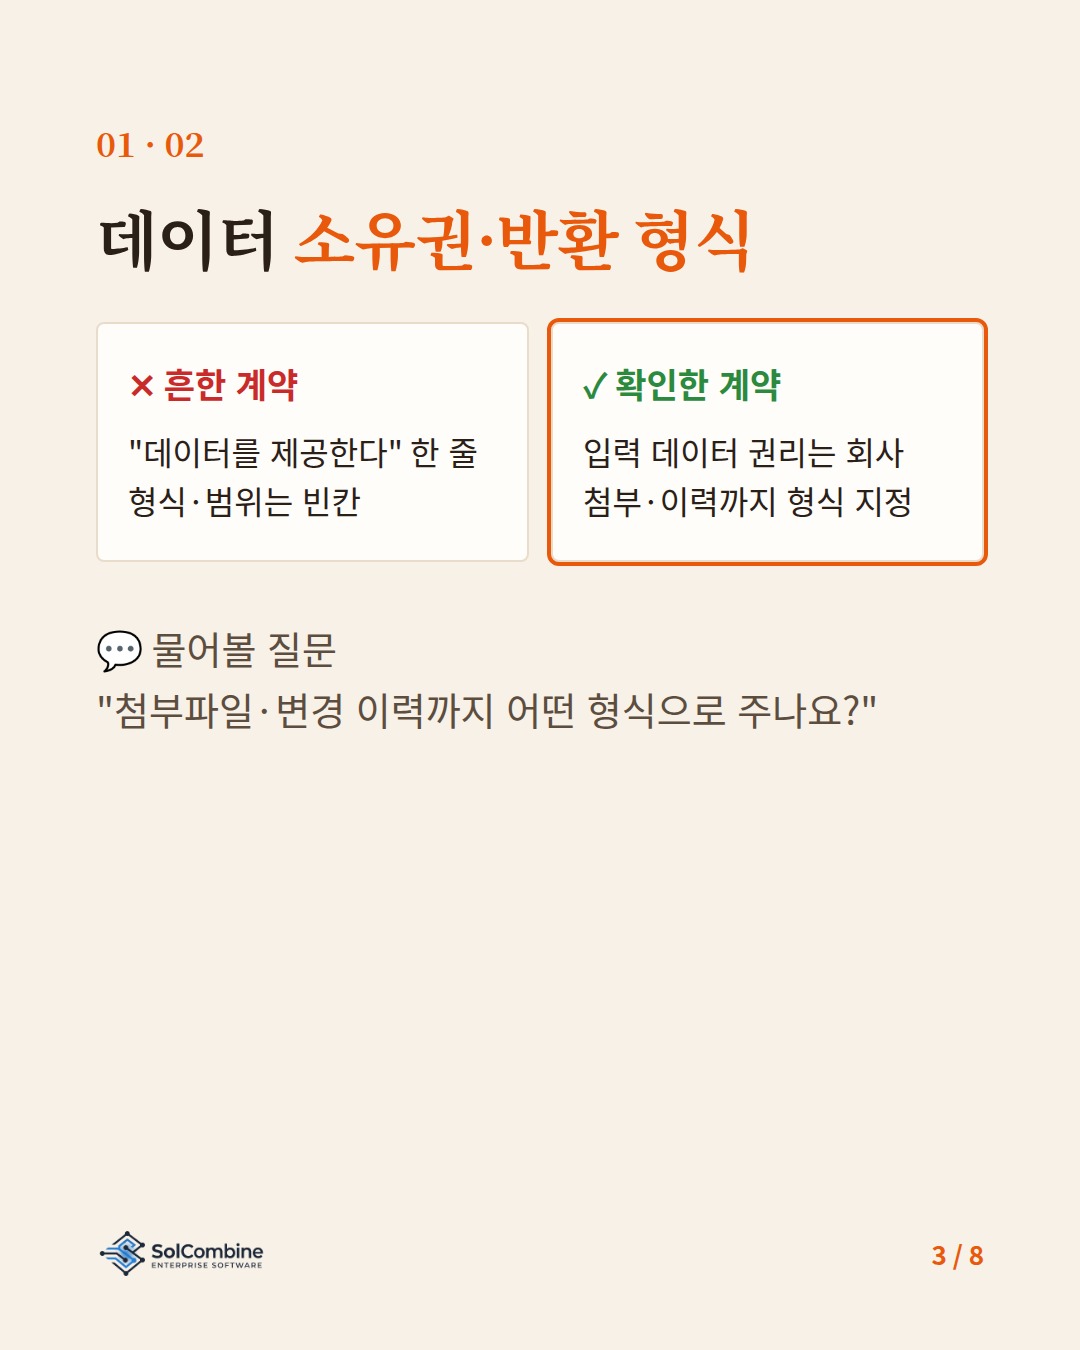 01 · 02
데이터 소유권·반환 형식
✕ 흔한 계약
"데이터를 제공한다" 한 줄
형식·범위는 빈칸
✓ 확인한 계약
입력 데이터 권리는 회사
첨부·이력까지 형식 지정
💬 물어볼 질문
"첨부파일·변경 이력까지 어떤 형식으로 주나요?"
SolCombine
ENTERPRISE SOFTWARE
3 / 8